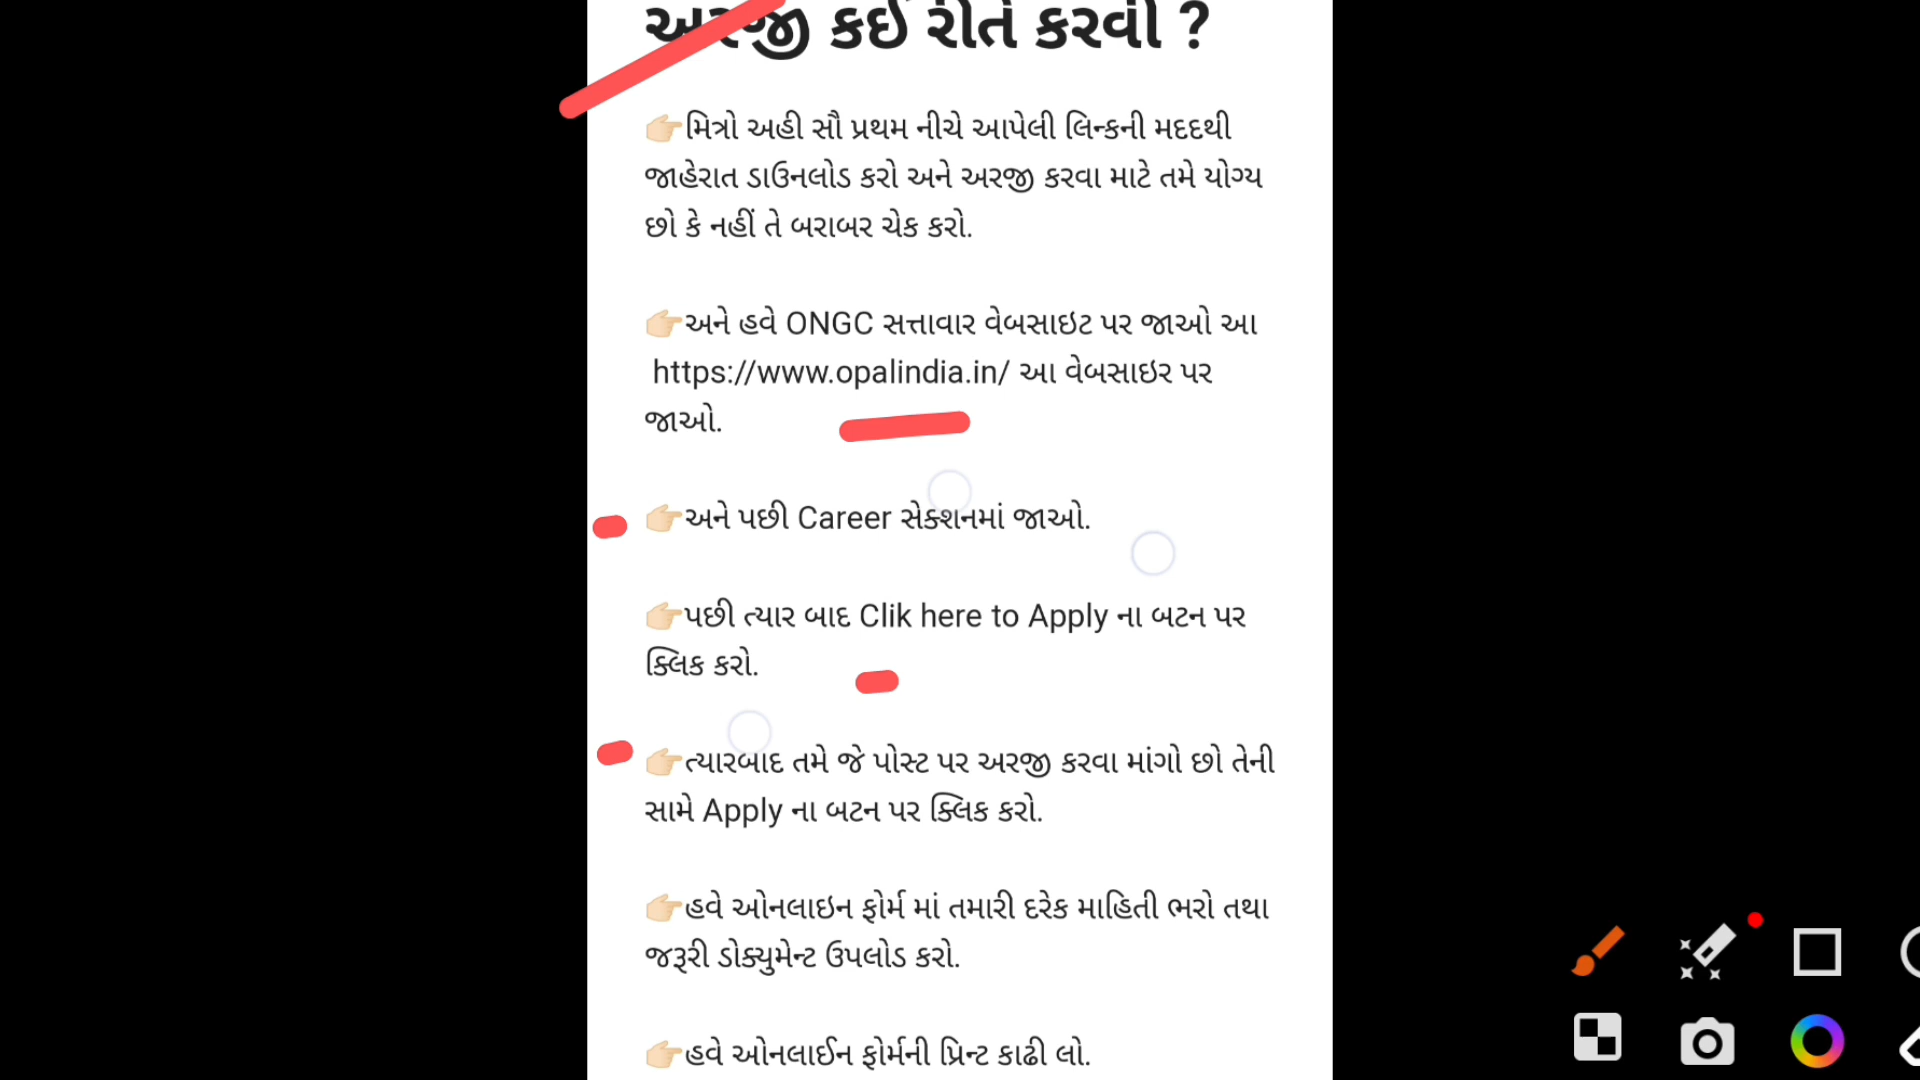 અરજી કઈ રીતે કરવી ?
👉🏻મિત્રો અહી સૌ પ્રથમ નીચે આપેલી લિન્કની મદદથી
જાહેરાત ડાઉનલોડ કરો અને અરજી કરવા માટે તમે યોગ્ય
છો કે નહીં તે બરાબર ચેક કરો.
👉🏻અને હવે ONGC સત્તાવાર વેબસાઇટ પર જાઓ આ
https://www.opalindia.in/ આ વેબસાઇર પર
જાઓ.
👉🏻અને પછી Career સેક્શનમાં જાઓ.
👉🏻પછી ત્યાર બાદ Clik here to Apply ના બટન પર
ક્લિક કરો.
👉🏻ત્યારબાદ તમે જે પોસ્ટ પર અરજી કરવા માંગો છો તેની
સામે Apply ના બટન પર ક્લિક કરો.
👉🏻હવે ઓનલાઇન ફોર્મ માં તમારી દરેક માહિતી ભરો તથા
જરૂરી ડોક્યુમેન્ટ ઉપલોડ કરો.
👉🏻હવે ઓનલાઈન ફોર્મની પ્રિન્ટ કાઢી લો.